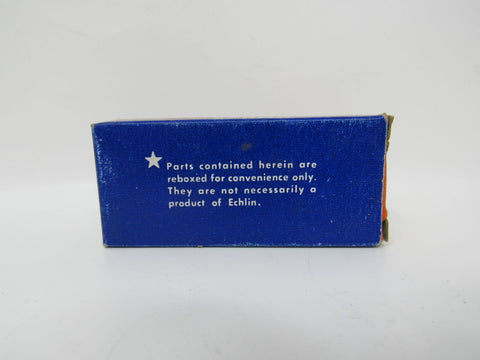 ★ Parts contained herein are
reboxed for convenience only.
They are not necessarily a
product of Echlin.